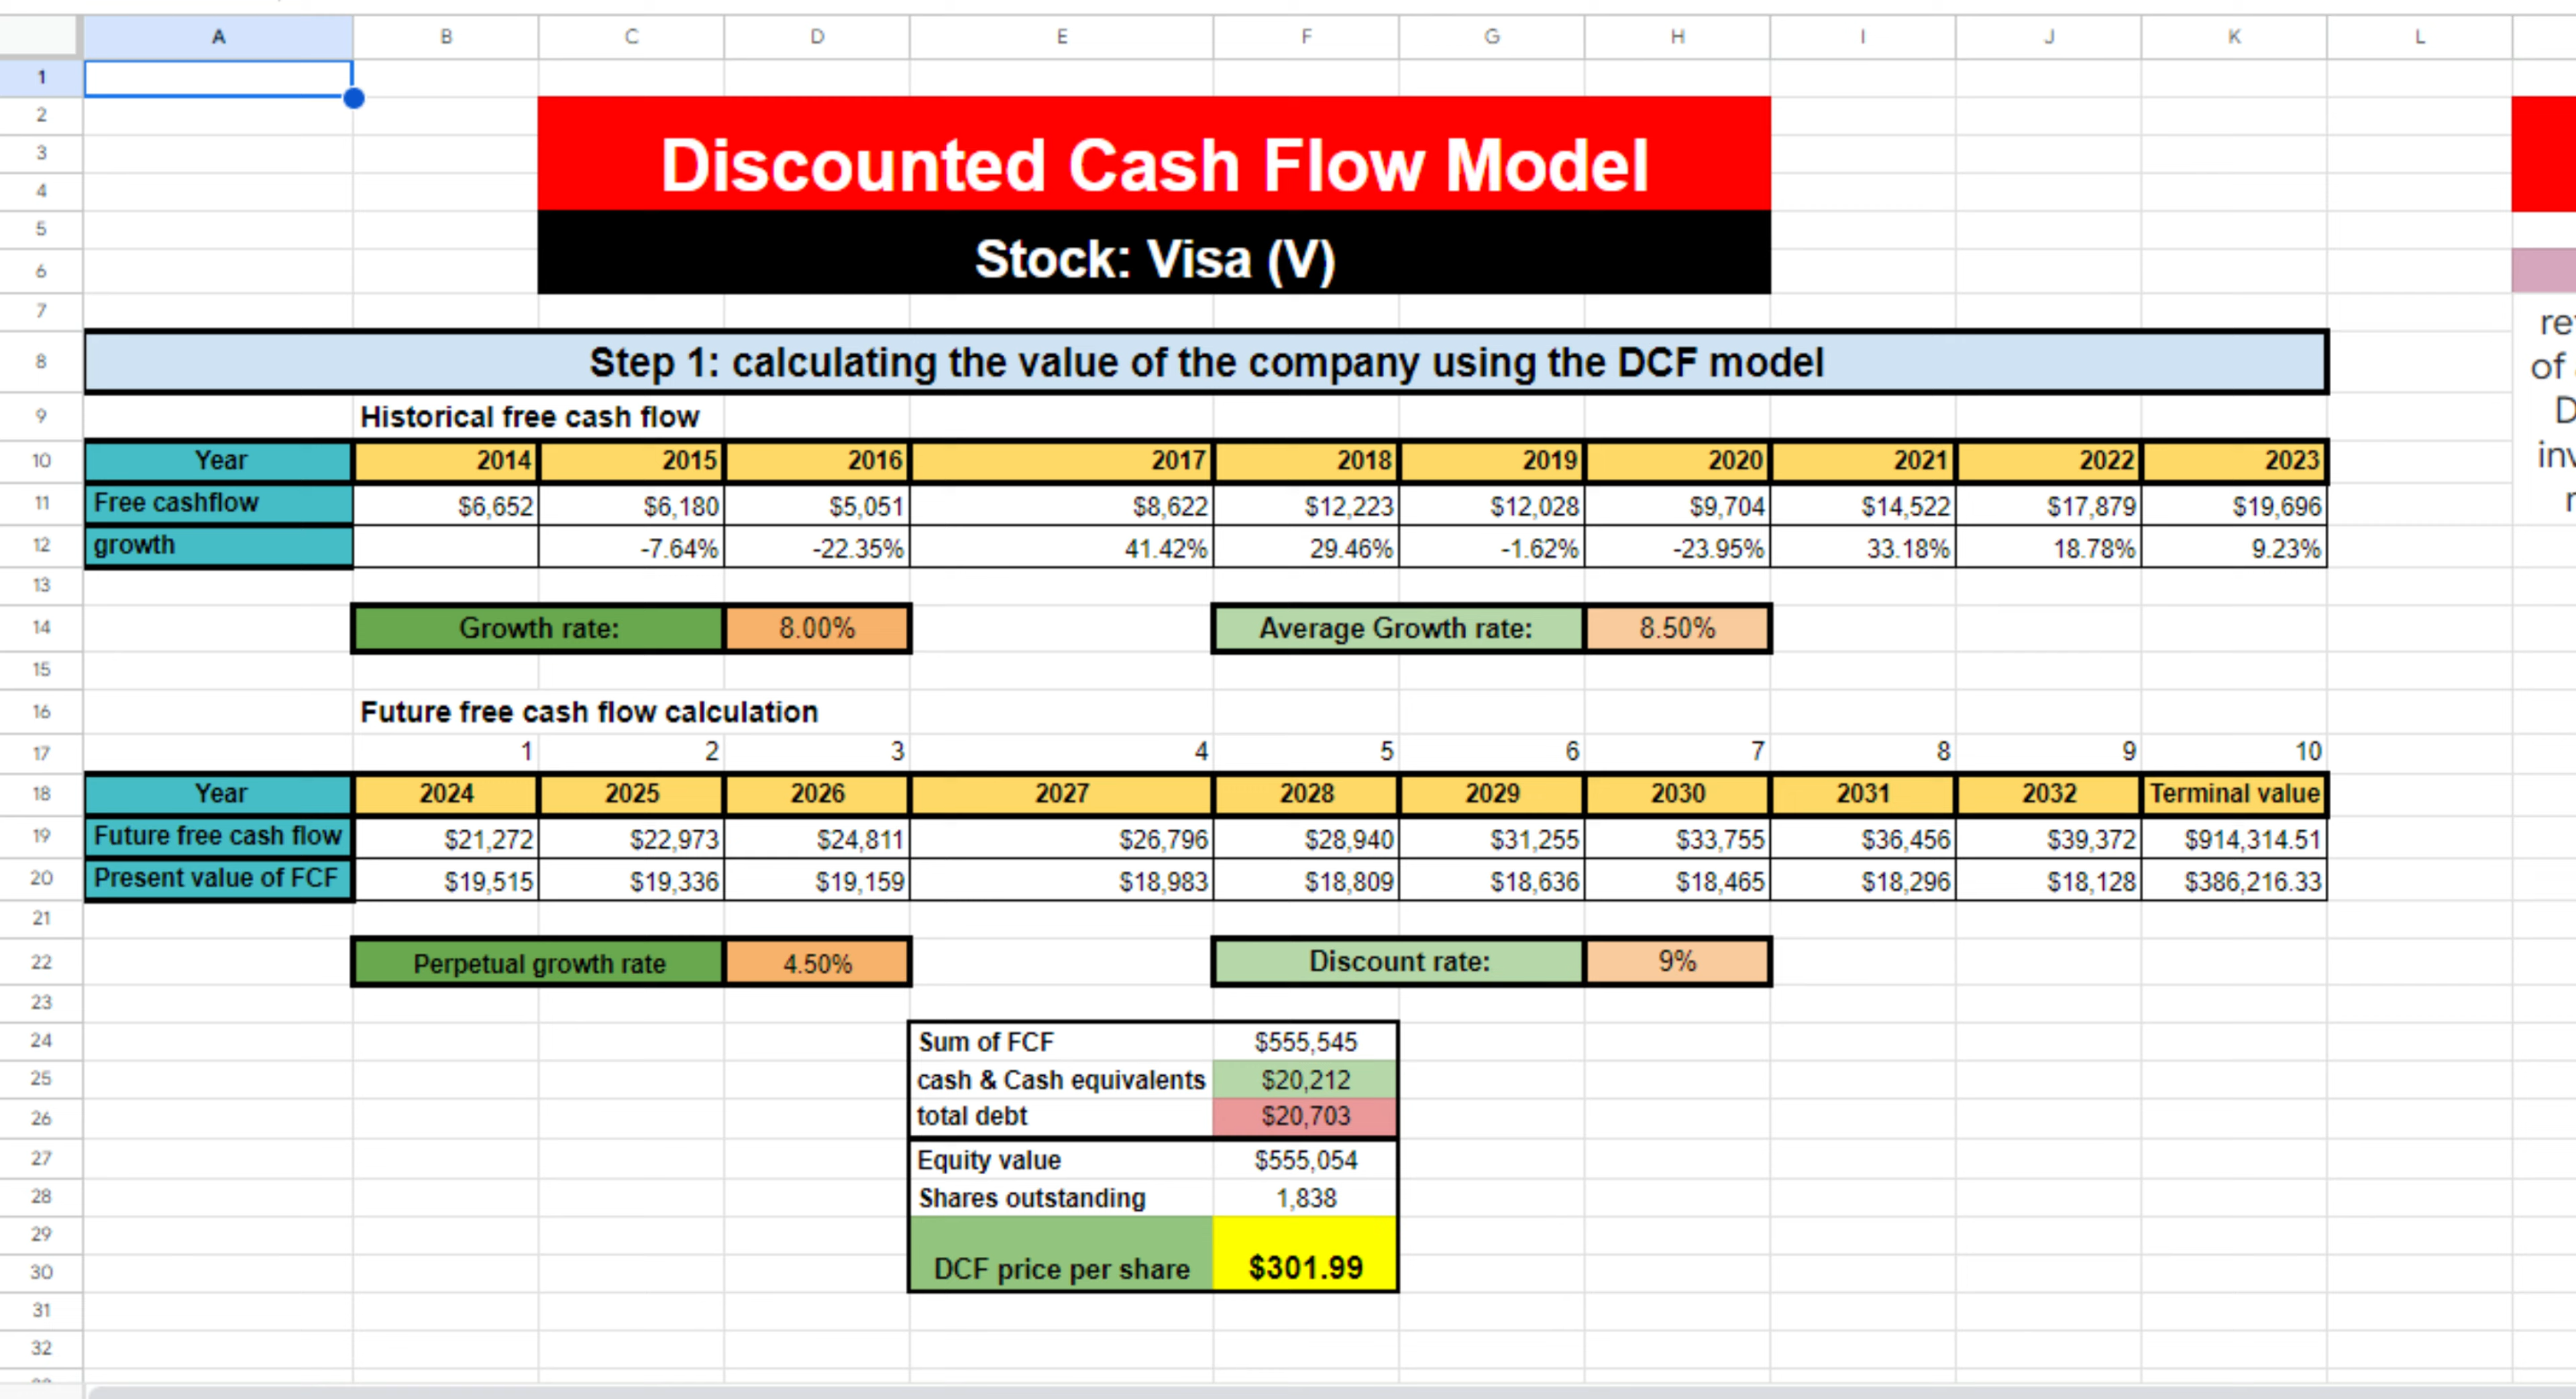 A B C D E F G H I J K L
1
2
3 Discounted Cash Flow Model
4
5
6 Stock: Visa (V)
7
8 Step 1: calculating the value of the company using the DCF model
9 Historical free cash flow
10 Year 2014 2015 2016 2017 2018 2019 2020 2021 2022 2023
11 Free cashflow $6,652 $6,180 $5,051 $8,622 $12,223 $12,028 $9,704 $14,522 $17,879 $19,696
12 growth -7.64% -22.35% 41.42% 29.46% -1.62% -23.95% 33.18% 18.78% 9.23%
13
14 Growth rate: 8.00% Average Growth rate: 8.50%
15
16 Future free cash flow calculation
17 1 2 3 4 5 6 7 8 9 10
18 Year 2024 2025 2026 2027 2028 2029 2030 2031 2032 Terminal value
19 Future free cash flow $21,272 $22,973 $24,811 $26,796 $28,940 $31,255 $33,755 $36,456 $39,372 $914,314.51
20 Present value of FCF $19,515 $19,336 $19,159 $18,983 $18,809 $18,636 $18,465 $18,296 $18,128 $386,216.33
21
22 Perpetual growth rate 4.50% Discount rate: 9%
23
24 Sum of FCF $555,545
25 cash & Cash equivalents $20,212
26 total debt $20,703
27 Equity value $555,054
28 Shares outstanding 1,838
29
30 DCF price per share $301.99
31
32
of